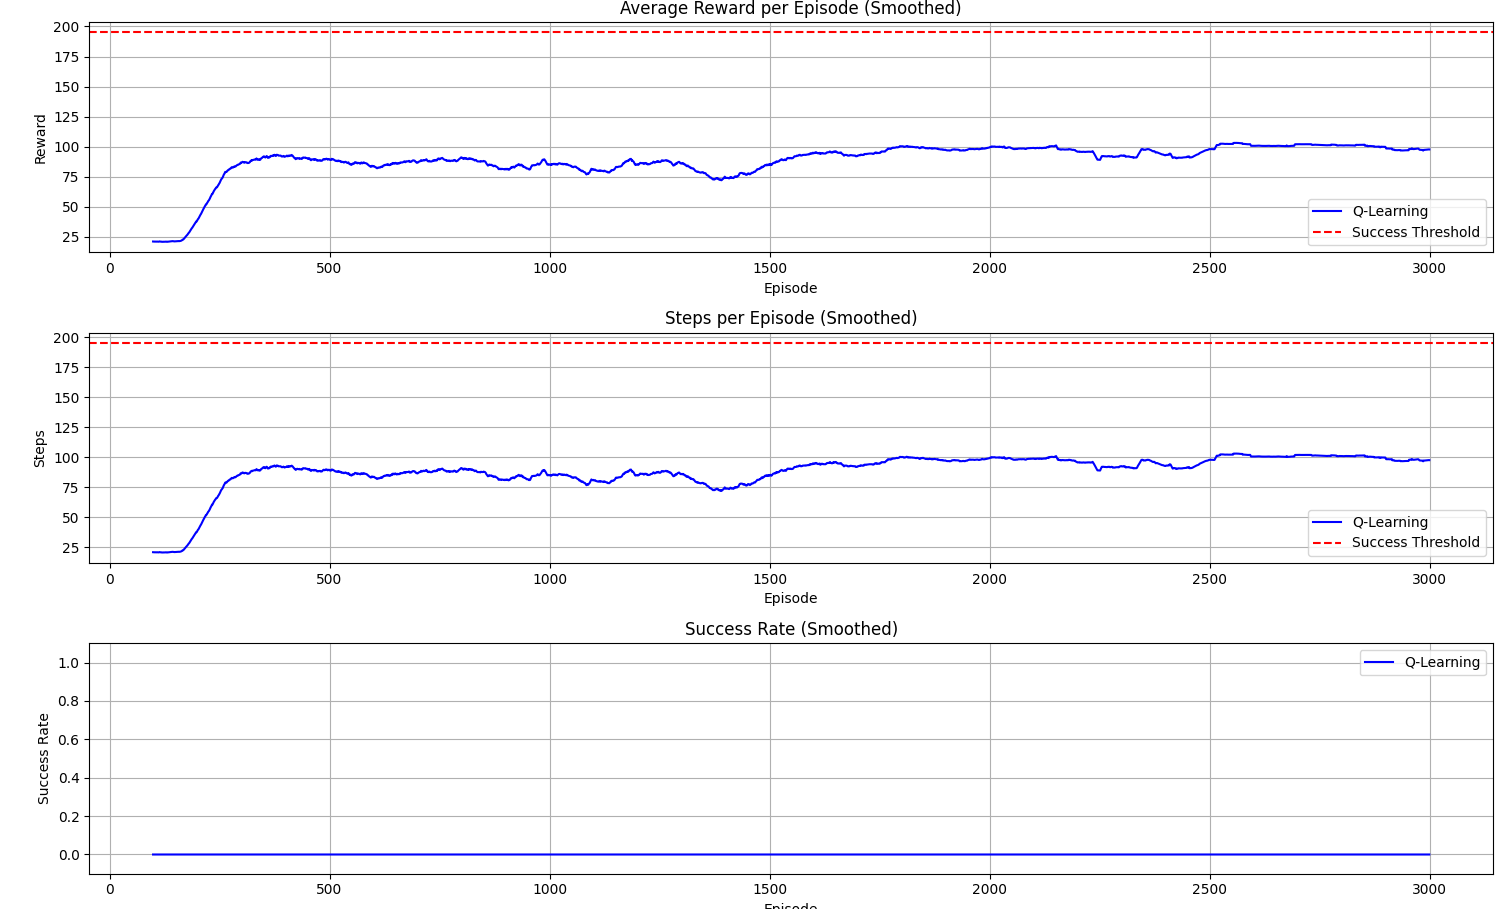 Average Reward per Episode (Smoothed)
200
175
150
125
100
75
50
25
Reward
Q-Learning
Success Threshold
0 500 1000 1500 2000 2500 3000
Episode
Steps per Episode (Smoothed)
200
175
150
125
100
75
50
25
Steps
Q-Learning
Success Threshold
0 500 1000 1500 2000 2500 3000
Episode
Success Rate (Smoothed)
1.0
0.8
0.6
0.4
0.2
0.0
Success Rate
Q-Learning
0 500 1000 1500 2000 2500 3000
Episode